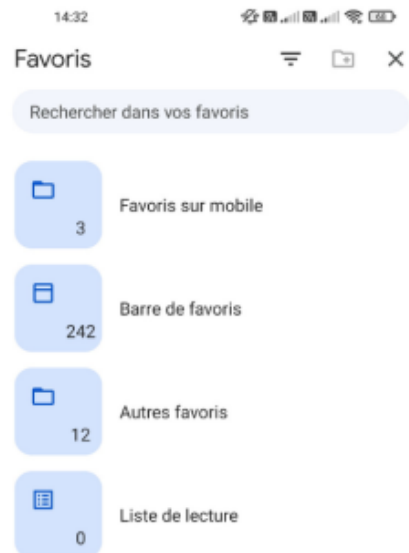 14:32
Favoris
Rechercher dans vos favoris
3
Favoris sur mobile
242
Barre de favoris
12
Autres favoris
0
Liste de lecture